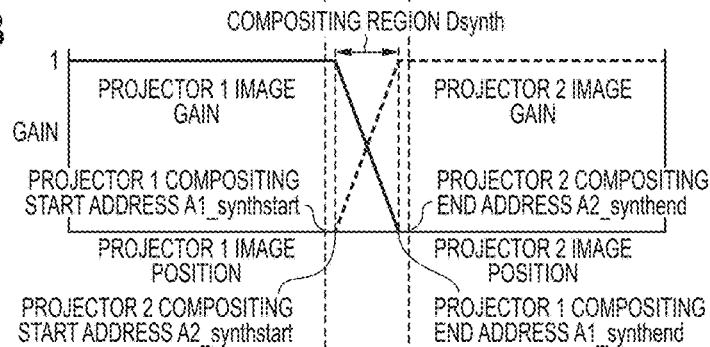 COMPOSITING REGION Dsynth
1
PROJECTOR 1 IMAGE
GAIN
PROJECTOR 2 IMAGE
GAIN
GAIN
PROJECTOR 1 COMPOSITING
START ADDRESS A1_synthstart
PROJECTOR 2 COMPOSITING
END ADDRESS A2_synthend
PROJECTOR 1 IMAGE
POSITION
PROJECTOR 2 IMAGE
POSITION
PROJECTOR 2 COMPOSITING
START ADDRESS A2_synthstart
PROJECTOR 1 COMPOSITING
END ADDRESS A1_synthend